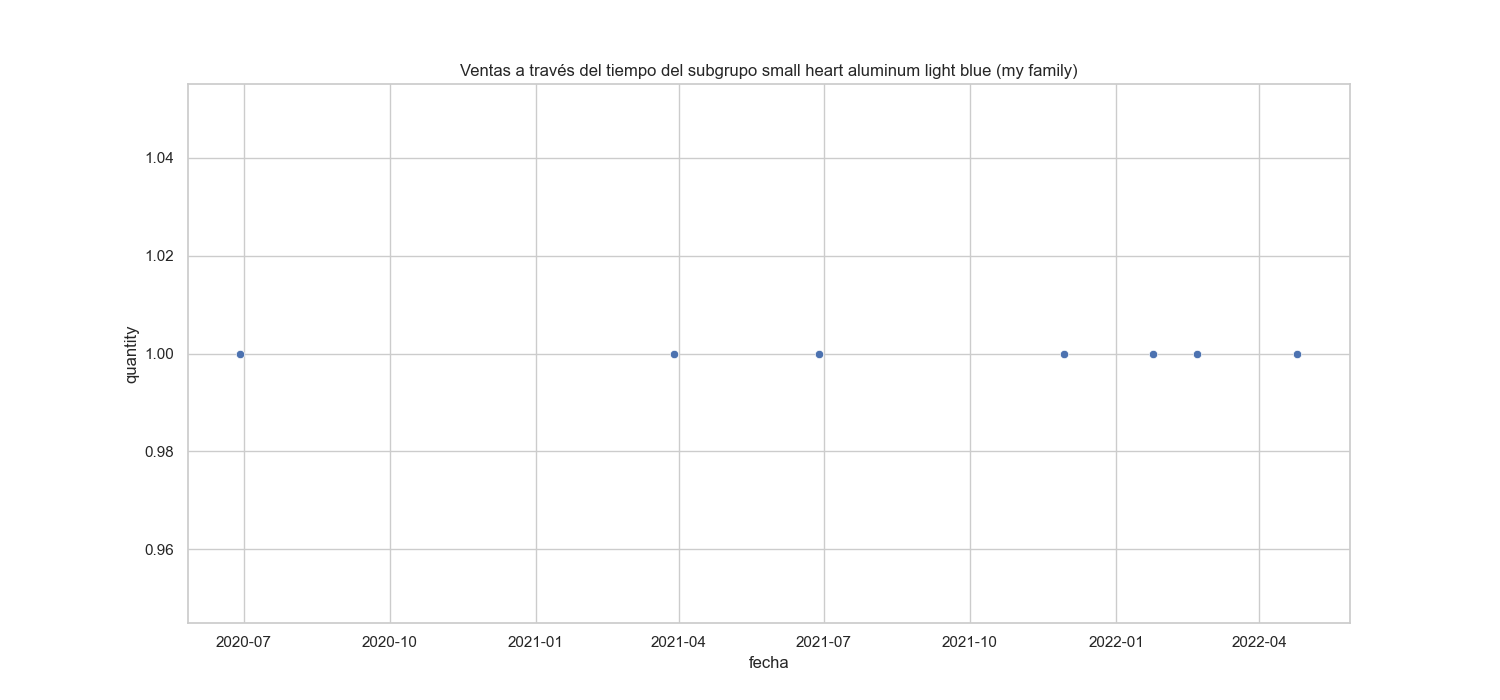 Ventas a través del tiempo del subgrupo small heart aluminum light blue (my family)
1.04
1.02
1.00
0.98
0.96
quantity
2020-07 2020-10 2021-01 2021-04 2021-07 2021-10 2022-01 2022-04
fecha